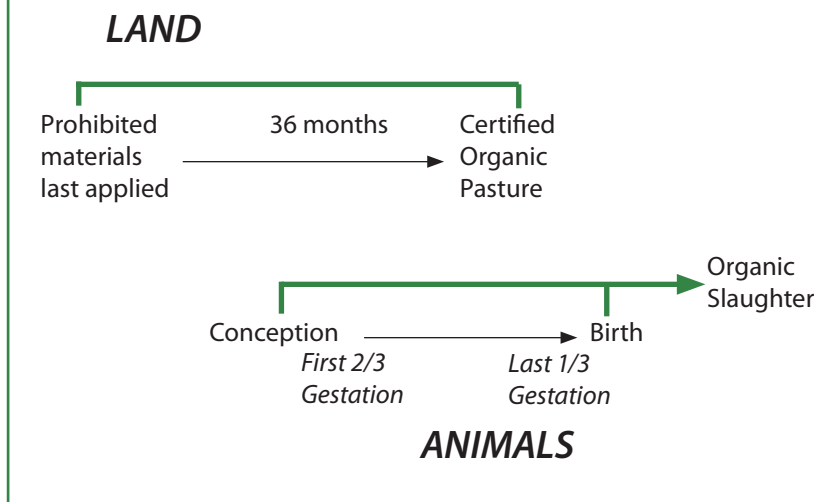 LAND
Prohibited
materials
last applied
36 months
Certified
Organic
Pasture
Organic
Slaughter
Conception
Birth
First 2/3
Gestation
Last 1/3
Gestation
ANIMALS